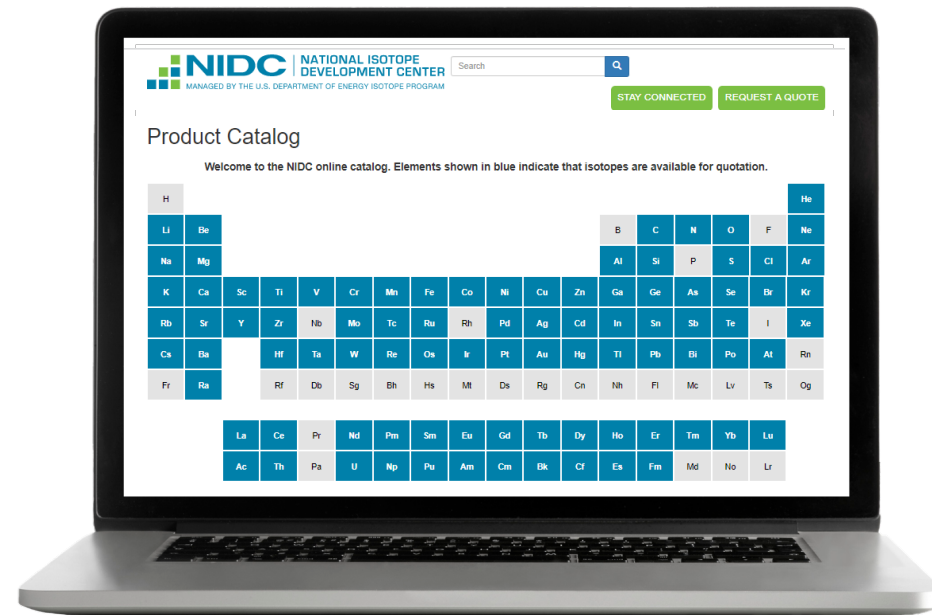 NIDC NATIONAL ISOTOPE
DEVELOPMENT CENTER
MANAGED BY THE U.S. DEPARTMENT OF ENERGY ISOTOPE PROGRAM
Search
STAY CONNECTED REQUEST A QUOTE
Product Catalog
Welcome to the NIDC online catalog. Elements shown in blue indicate that isotopes are available for quotation.
H He
Li Be B C N O F Ne
Na Mg Al Si P S Cl Ar
K Ca Sc Ti V Cr Mn Fe Co Ni Cu Zn Ga Ge As Se Br Kr
Rb Sr Y Zr Nb Mo Tc Ru Rh Pd Ag Cd In Sn Sb Te I Xe
Cs Ba Hf Ta W Re Os Ir Pt Au Hg Tl Pb Bi Po At Rn
Fr Ra Rf Db Sg Bh Hs Mt Ds Rg Cn Nh Fl Mc Lv Ts Og
La Ce Pr Nd Pm Sm Eu Gd Tb Dy Ho Er Tm Yb Lu
Ac Th Pa U Np Pu Am Cm Bk Cf Es Fm Md No Lr